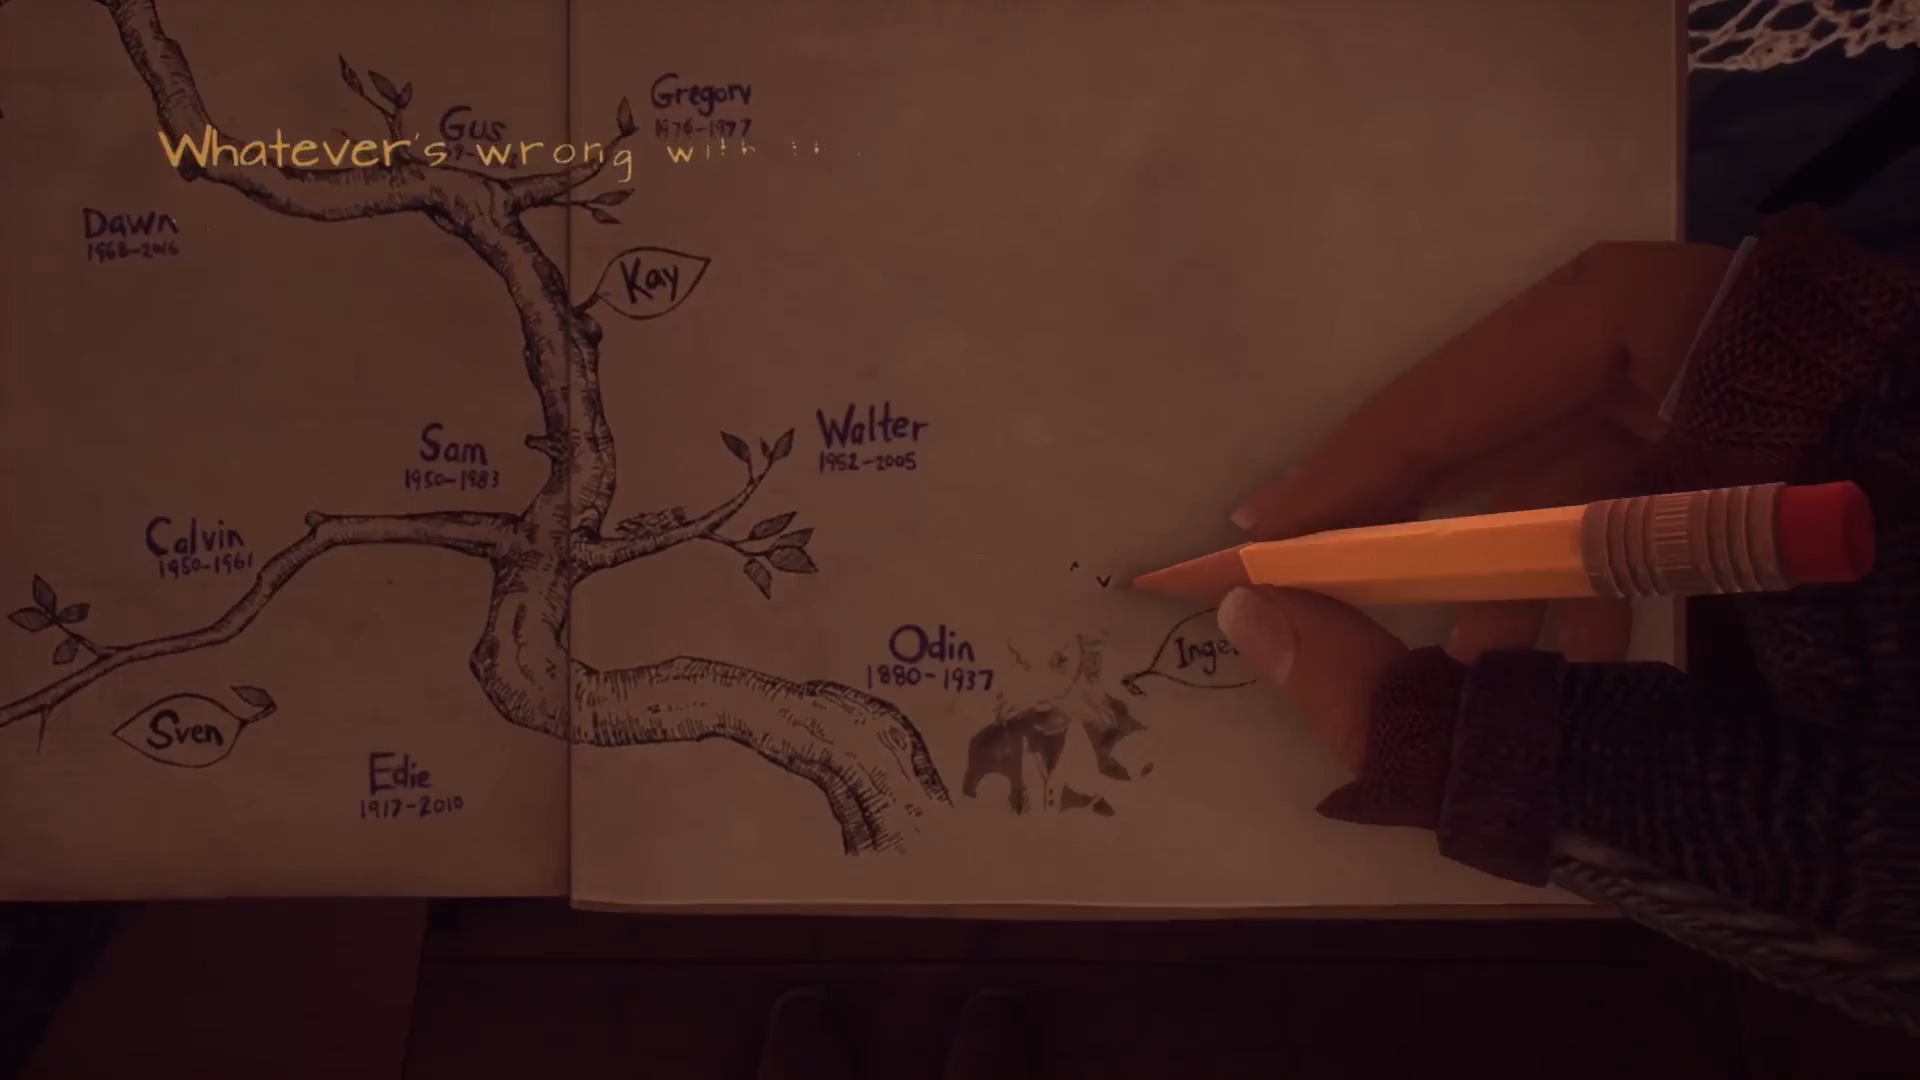 Gregory
1976-1977
Gus
Whatever's wrong with
Dawn
1968-2016
Kay
Walter
1952-2005
Sam
1950-1983
Calvin
1950-1961
Odin
1880-1937
Sven
Edie
1917-2010